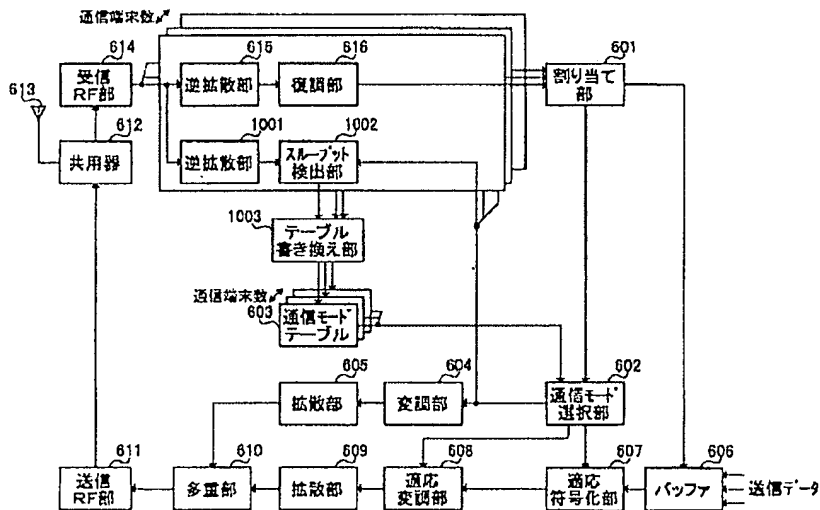 通信端末数
614
615
616
601
受信
RF部
逆拡散部
復調部
割り当て
部
613
612
1001
1002
共用器
逆拡散部
スループット
検出部
1003
テーブル
書き換え部
通信端末数
603
通信モード
テーブル
605
604
602
拡散部
変調部
通信モード
選択部
611
610
609
608
607
606
送信
RF部
多重部
拡散部
適応
変調部
適応
符号化部
バッファ
送信データ